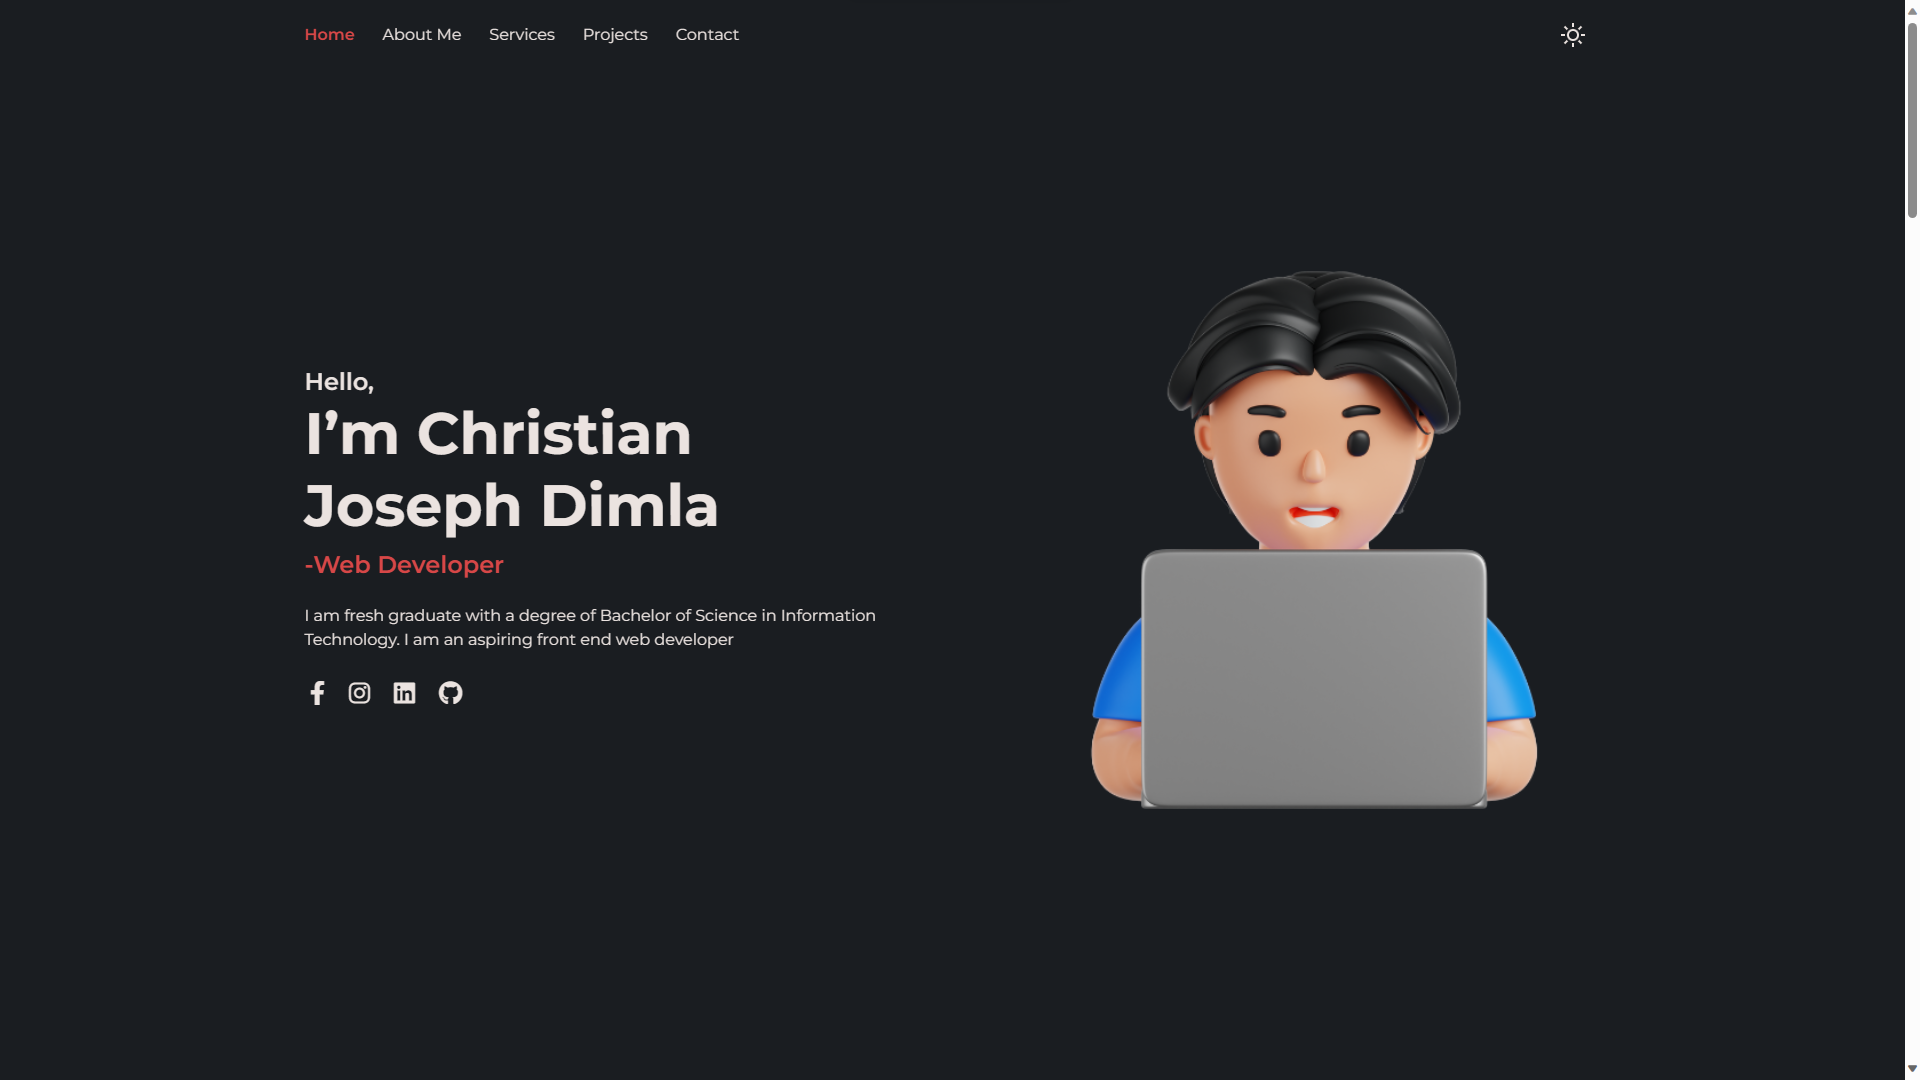 Home About Me Services Projects Contact
Hello,
I’m Christian
Joseph Dimla
-Web Developer
I am fresh graduate with a degree of Bachelor of Science in Information
Technology. I am an aspiring front end web developer